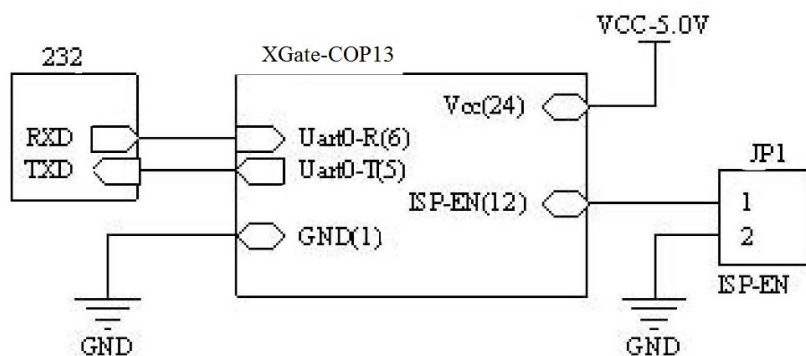 VCC-5.0V
232
XGate-COP13
Vcc(24)
RXD
Uart0-R(6)
TXD
Uart0-T(5)
JP1
ISP-EN(12)
1
GND(1)
2
ISP-EN
GND
GND